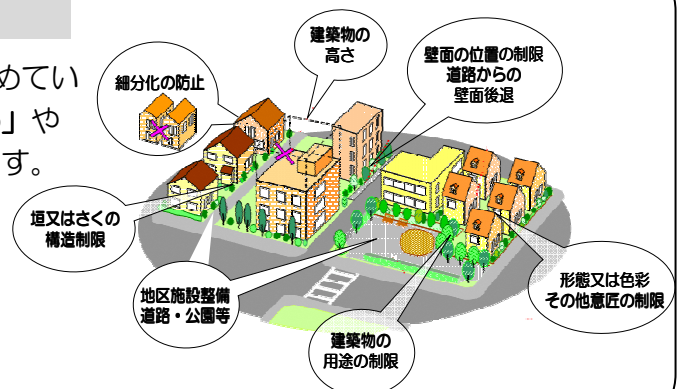 めてい
」や
す。
建築物の
高さ
細分化の防止
壁面の位置の制限
道路からの
壁面後退
垣又はさくの
構造制限
地区施設整備
道路・公園等
建築物の
用途の制限
形態又は色彩
その他意匠の制限